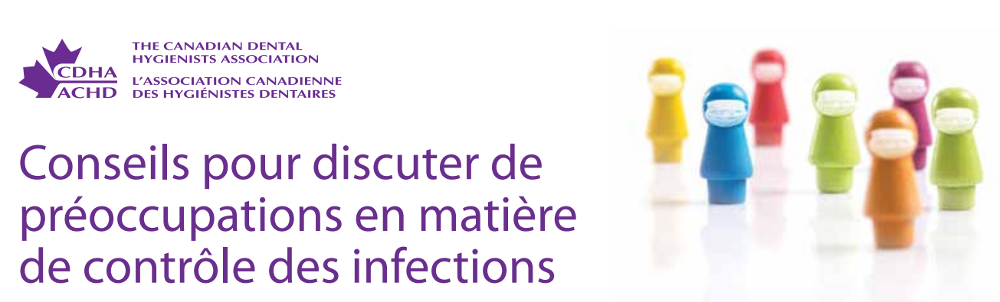 CDHA
ACHD
THE CANADIAN DENTAL
HYGIENISTS ASSOCIATION
L'ASSOCIATION CANADIENNE
DES HYGIÉNISTES DENTAIRES
Conseils pour discuter de
préoccupations en matière
de contrôle des infections